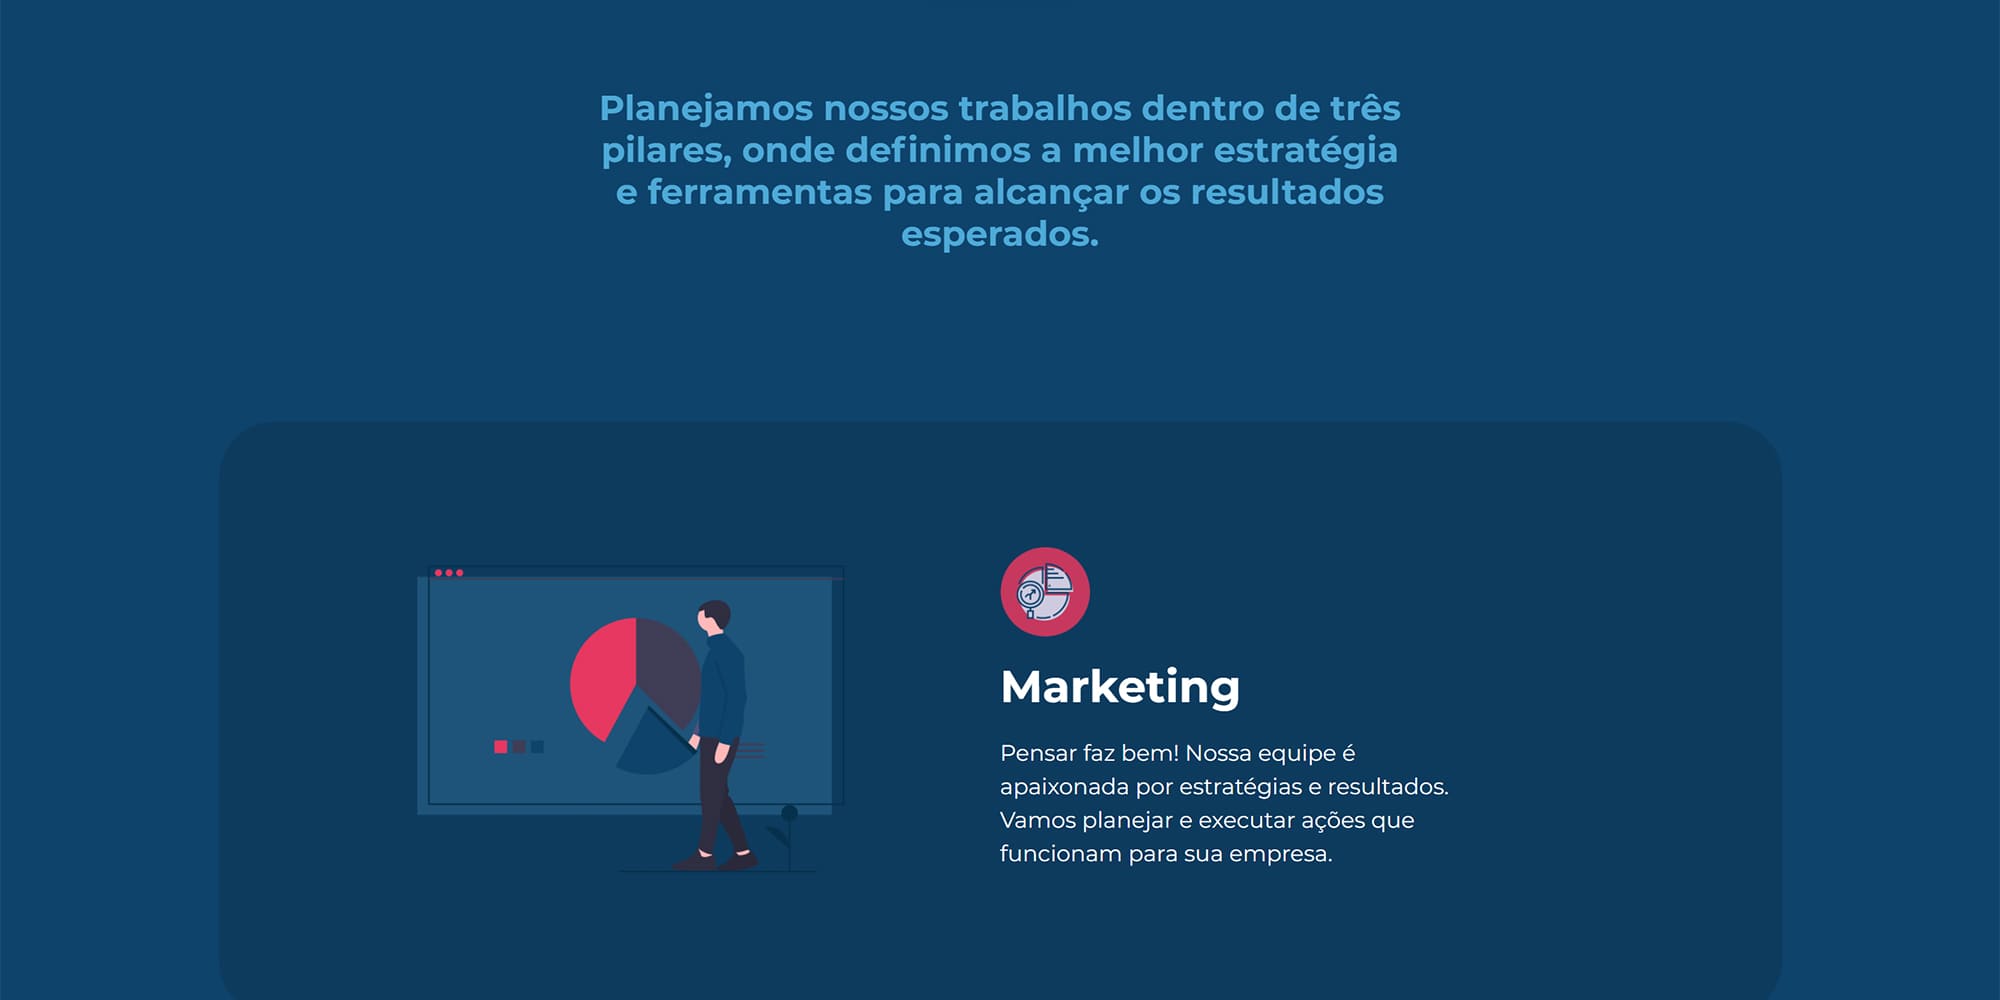 Planejamos nossos trabalhos dentro de três
pilares, onde definimos a melhor estratégia
e ferramentas para alcançar os resultados
esperados.
Marketing
Pensar faz bem! Nossa equipe é
apaixonada por estratégias e resultados.
Vamos planejar e executar ações que
funcionam para sua empresa.